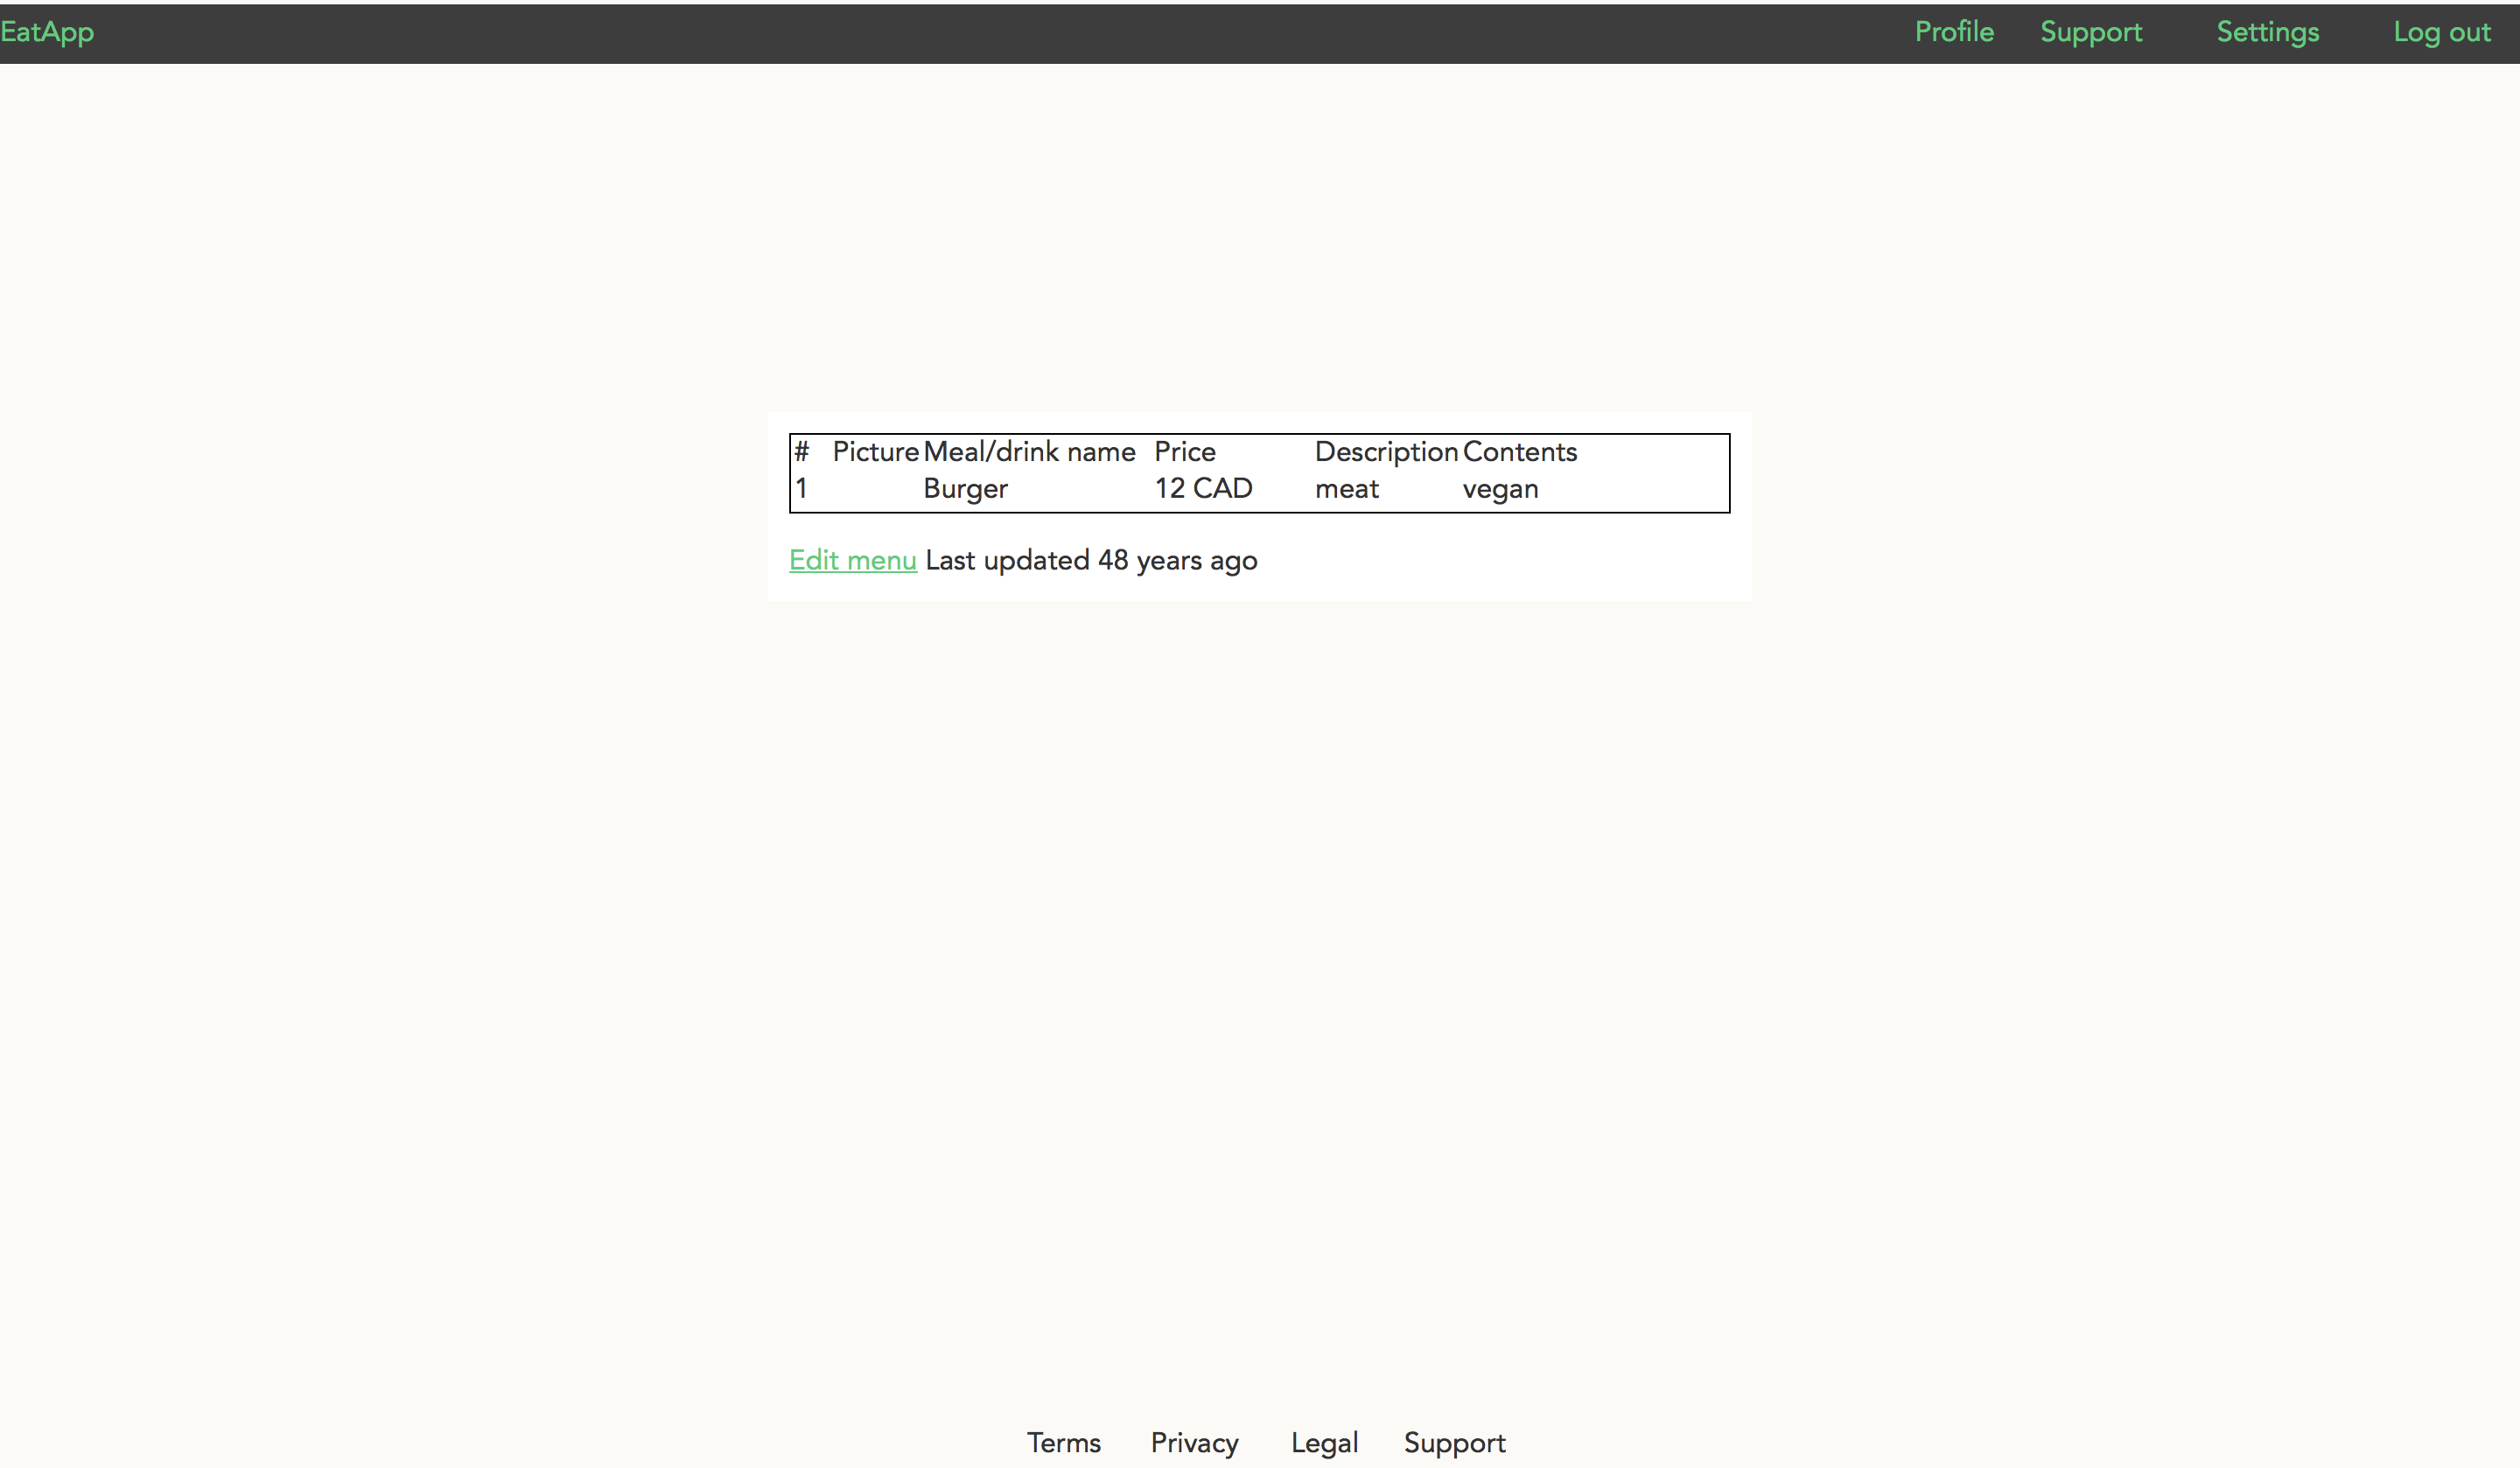 EatApp Profile Support Settings Log out
# Picture Meal/drink name Price Description Contents
1 Burger 12 CAD meat vegan
Edit menu Last updated 48 years ago
Terms Privacy Legal Support